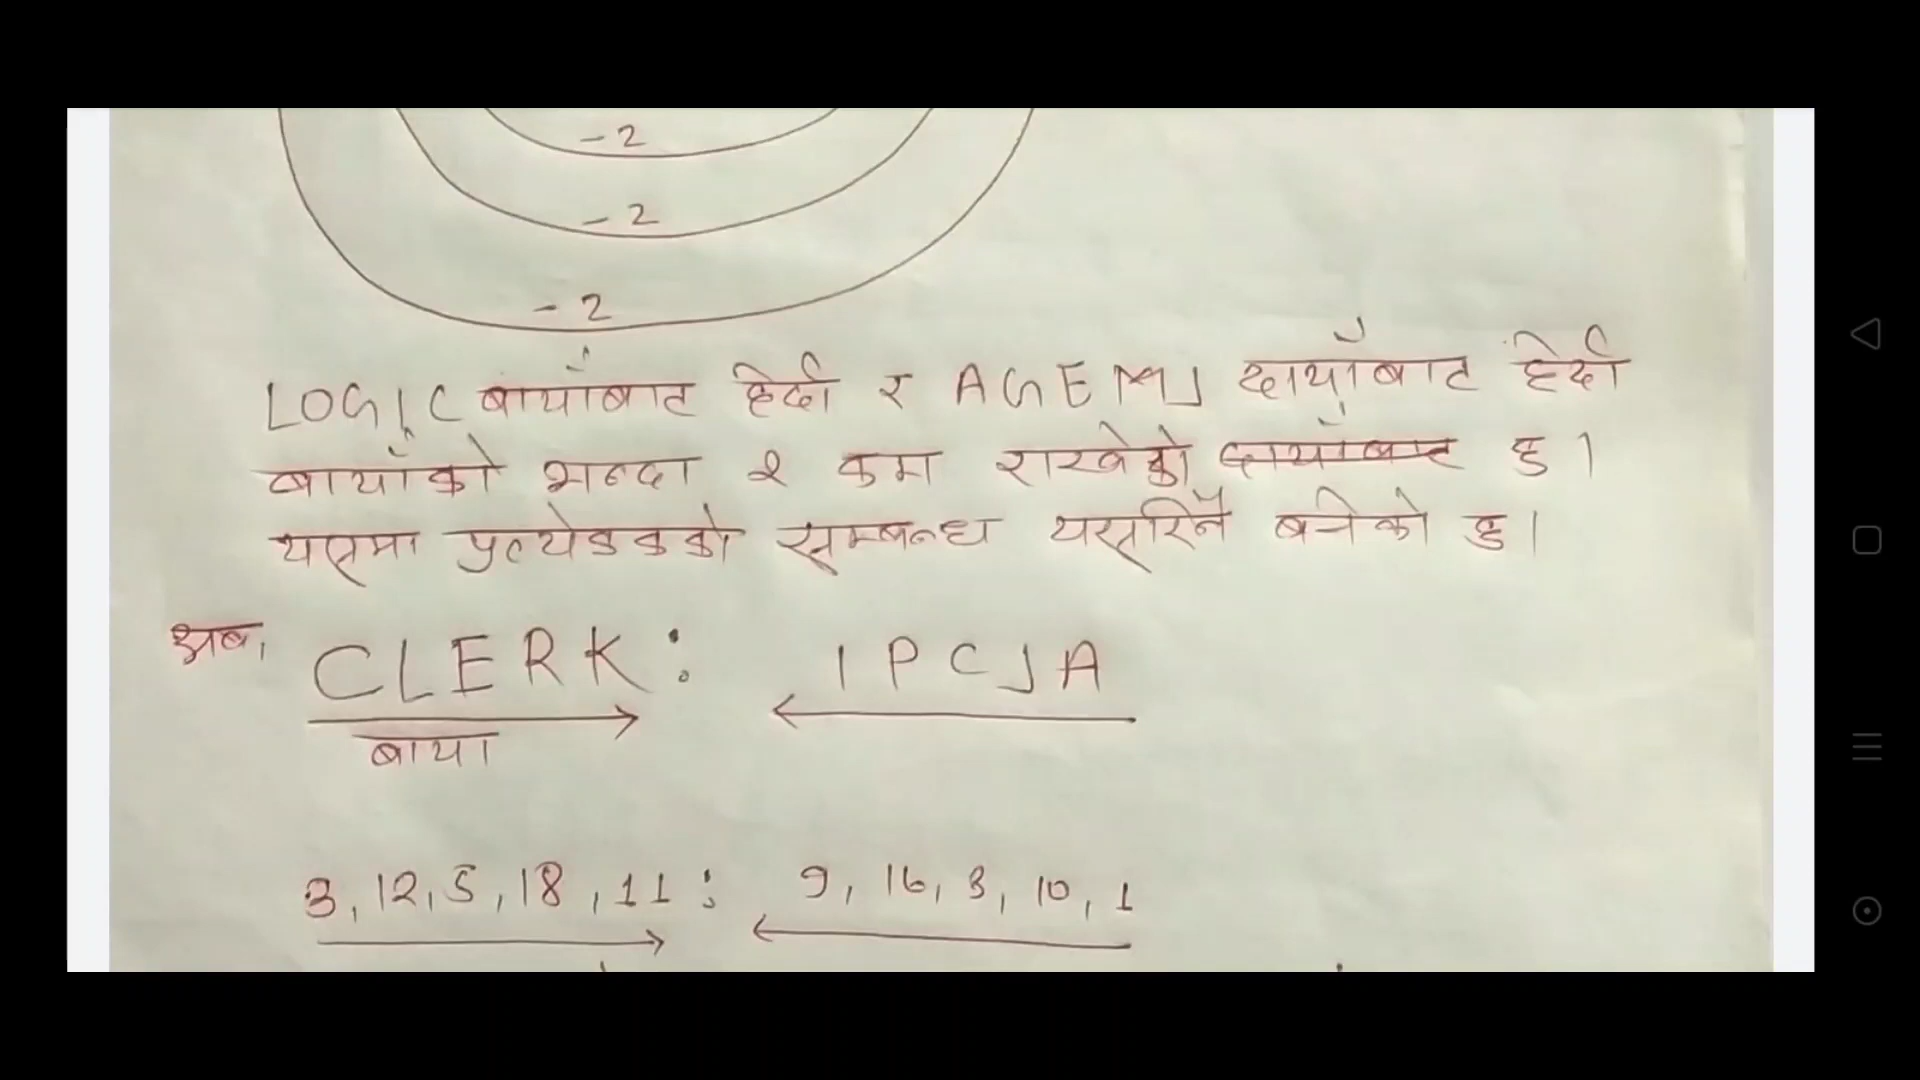 -2
-2
-2
LOGIC बायाँबाट हेर्दा र AGEMJ दायाँबाट हेर्दा
बायाँको भन्दा २ कम राखेको दायाँबाट छ।
यसमा प्रत्येकको सम्बन्ध यसरिनै बनेको छ।
अब, CLERK : IPCJA
बाया
3, 12, 5, 18, 11 : 9, 16, 3, 10, 1